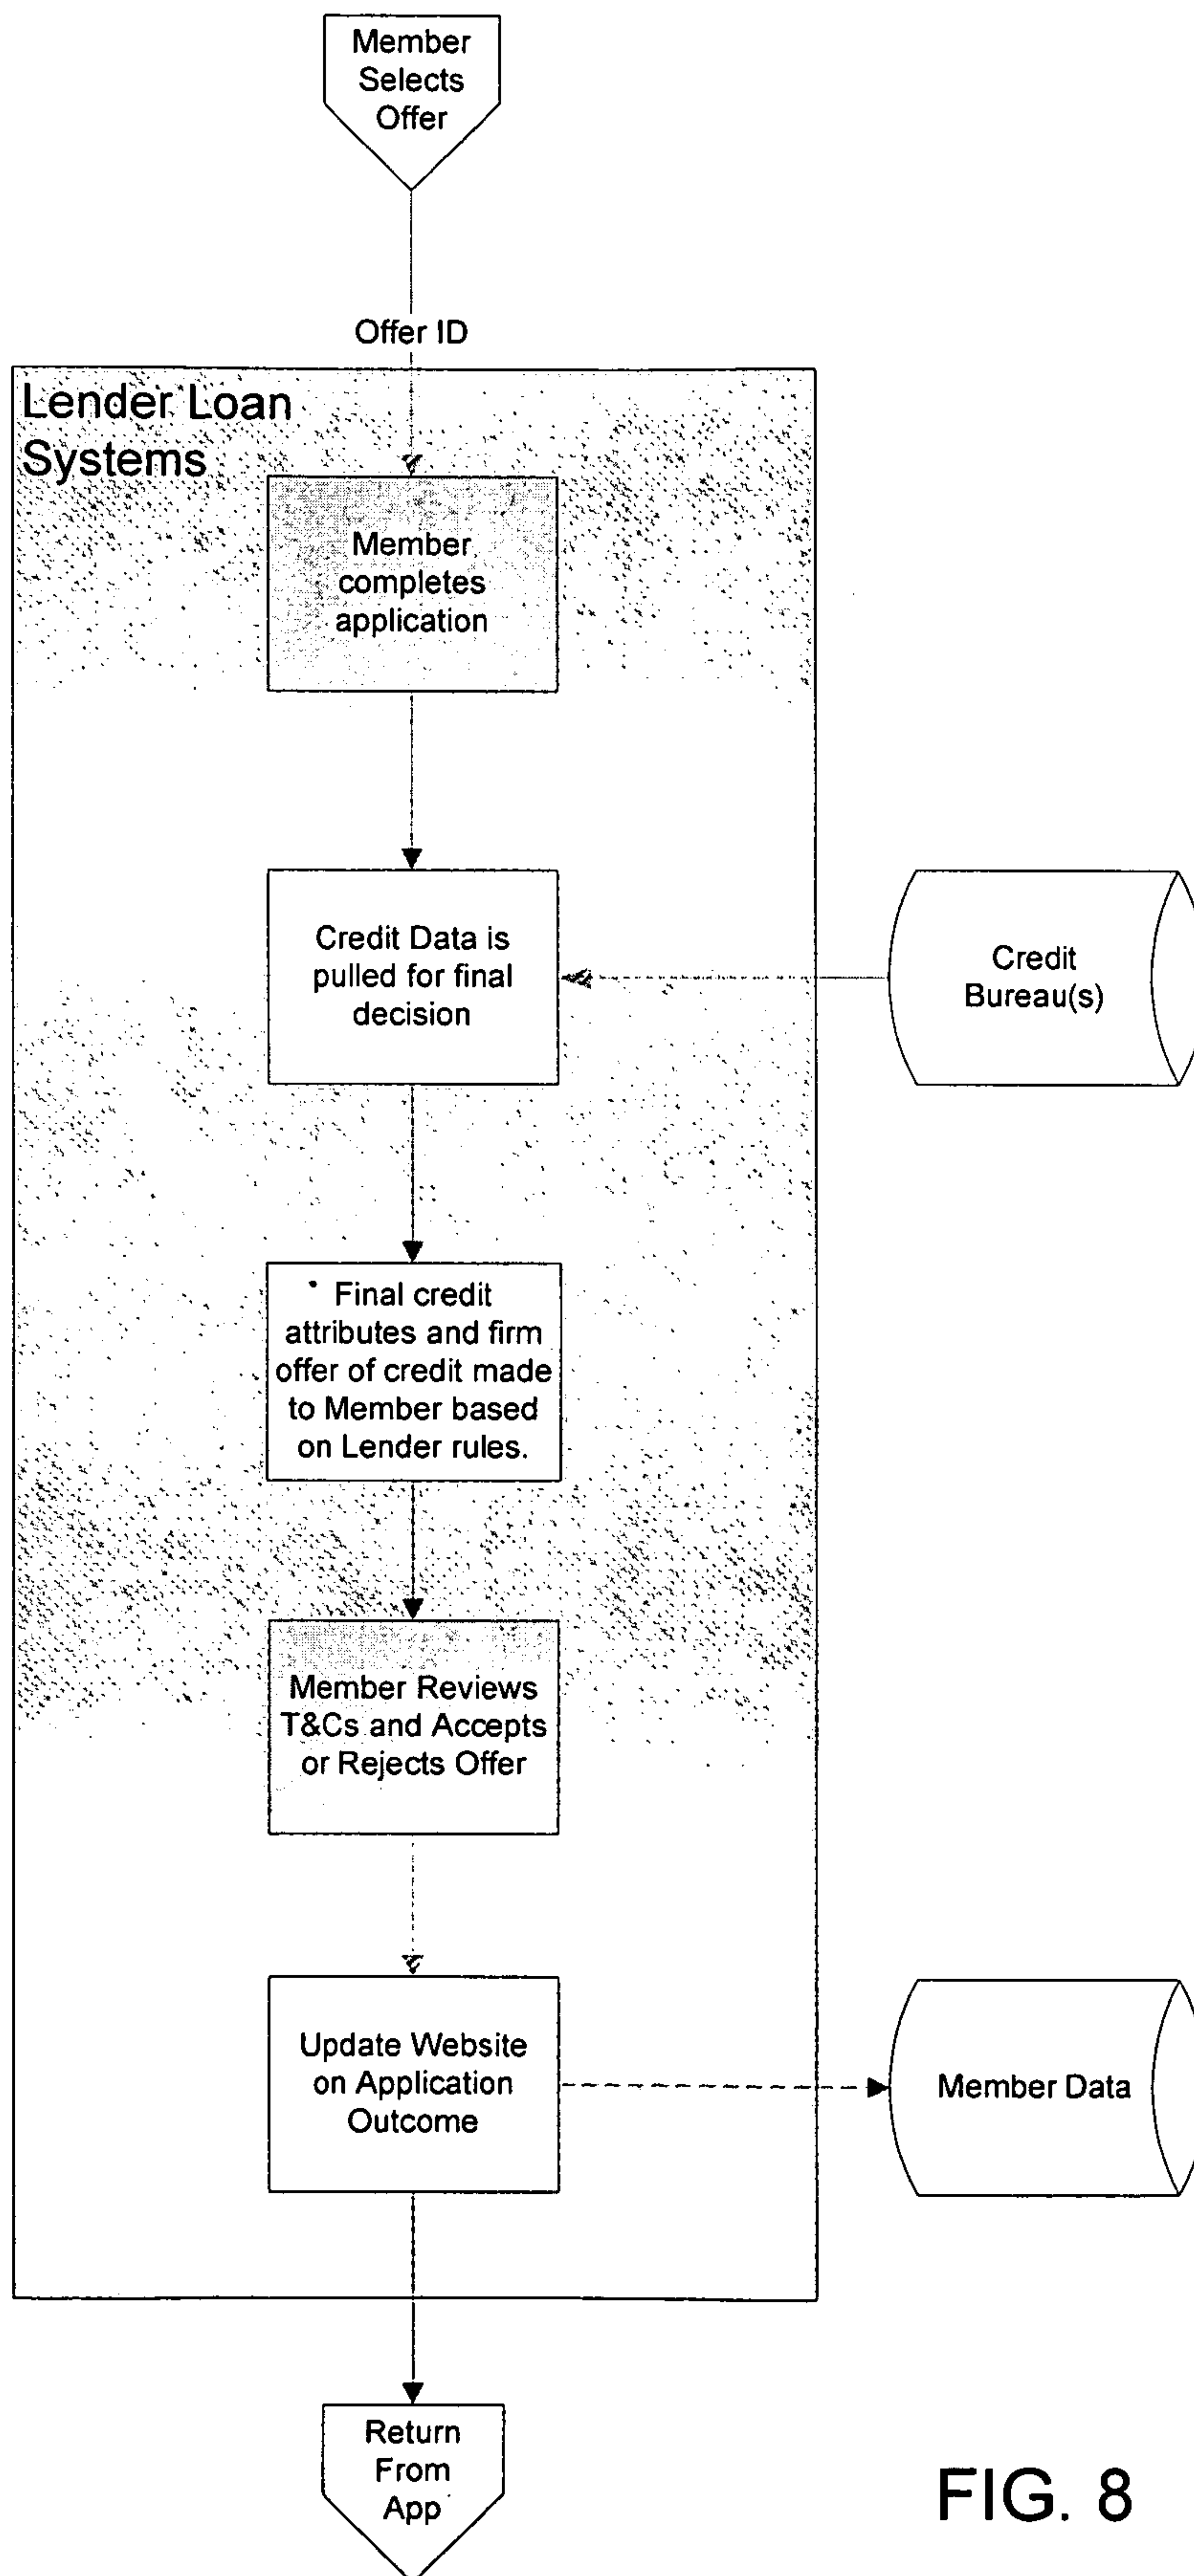 Member
Selects
Offer
Offer ID
Lender Loan
Systems
Member
completes
application
Credit Data is
pulled for final
decision
Credit
Bureau(s)
Final credit
attributes and firm
offer of credit made
to Member based
on Lender rules.
Member Reviews
T&Cs and Accepts
or Rejects Offer
Update Website
on Application
Outcome
Member Data
Return
From
App
FIG. 8